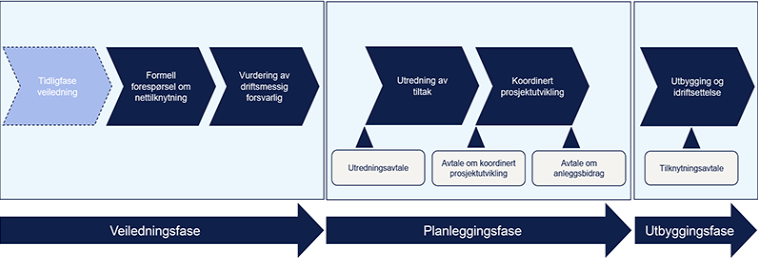 Tidligfase
veiledning
Formell
forespørsel om
nettilknytning
Vurdering av
driftsmessig
forsvarlig
Utredning av
tiltak
Koordinert
prosjektutvikling
Utbygging og
idriftsettelse
Utredningsavtale
Avtale om koordinert
prosjektutvikling
Avtale om
anleggsbidrag
Tilknytningsavtale
Veiledningsfase
Planleggingsfase
Utbyggingsfase